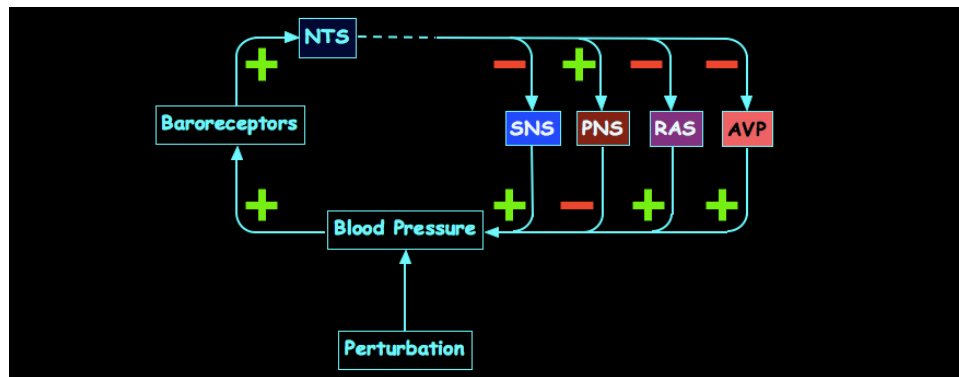 NTS
+ − + − −
Baroreceptors
SNS PNS RAS AVP
+ + − + +
Blood Pressure
Perturbation